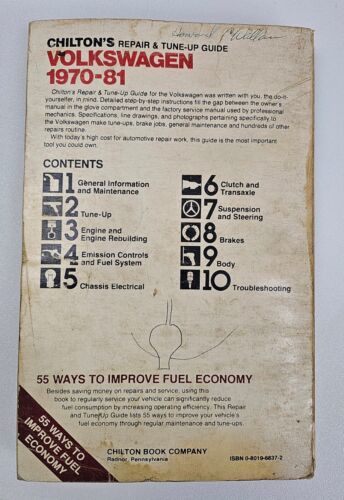 Howard McWilliam
CHILTON'S REPAIR & TUNE-UP GUIDE
VOLKSWAGEN
1970-81
Chilton's Repair & Tune-Up Guide for the Volkswagen was written with you, the do-it-
yourselfer, in mind. Detailed step-by-step instructions fill the gap between the owner's
manual in the glove compartment and the factory service manual used by professional
mechanics. Specifications, line drawings, and photographs pertaining specifically to
the Volkswagen make tune-ups, brake jobs, general maintenance and hundreds of other
repairs routine.
With today's high cost for automotive repair work, this guide is the most important
tool you could own.
CONTENTS
1 General Information
and Maintenance
2 Tune-Up
3 Engine and
Engine Rebuilding
4 Emission Controls
and Fuel System
5 Chassis Electrical
6 Clutch and
Transaxle
7 Suspension
and Steering
8 Brakes
9 Body
10 Troubleshooting
55 WAYS TO IMPROVE FUEL ECONOMY
Besides saving money on repairs and service, using this
book to regularly service your vehicle can significantly reduce
fuel consumption by increasing operating efficiency. This Repair
and Tune-Up Guide lists 55 ways to improve your vehicle's
fuel economy through regular maintenance and tune-ups.
55 WAYS TO
IMPROVE FUEL
ECONOMY
CHILTON BOOK COMPANY
Radnor, Pennsylvania
ISBN 0-8019-6837-2